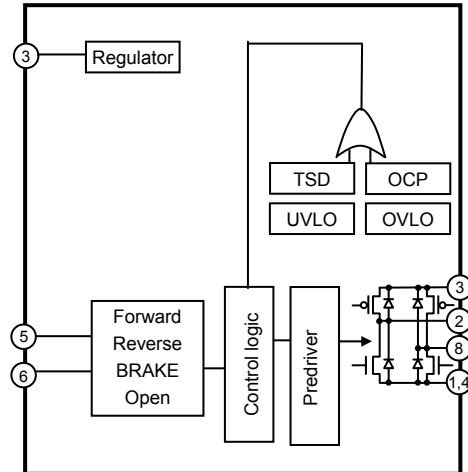 3
Regulator
TSD
OCP
UVLO
OVLO
3
2
8
1,4
5
6
Forward
Reverse
BRAKE
Open
Control logic
Predriver